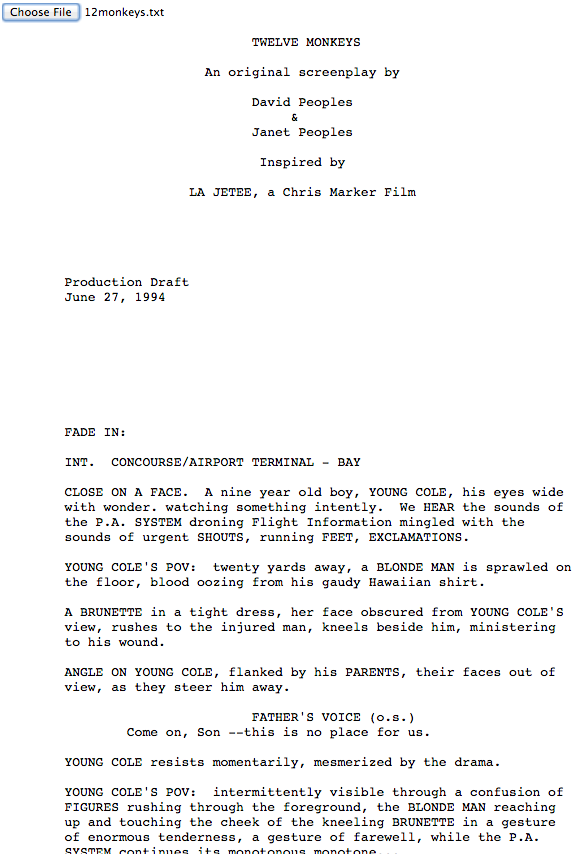 Choose File 12monkeys.txt
TWELVE MONKEYS
An original screenplay by
David Peoples
&
Janet Peoples
Inspired by
LA JETEE, a Chris Marker Film
Production Draft
June 27, 1994
FADE IN:
INT.  CONCOURSE/AIRPORT TERMINAL - BAY
CLOSE ON A FACE.  A nine year old boy, YOUNG COLE, his eyes wide
with wonder. watching something intently.  We HEAR the sounds of
the P.A. SYSTEM droning Flight Information mingled with the
sounds of urgent SHOUTS, running FEET, EXCLAMATIONS.
YOUNG COLE'S POV:  twenty yards away, a BLONDE MAN is sprawled on
the floor, blood oozing from his gaudy Hawaiian shirt.
A BRUNETTE in a tight dress, her face obscured from YOUNG COLE'S
view, rushes to the injured man, kneels beside him, ministering
to his wound.
ANGLE ON YOUNG COLE, flanked by his PARENTS, their faces out of
view, as they steer him away.
FATHER'S VOICE (o.s.)
Come on, Son --this is no place for us.
YOUNG COLE resists momentarily, mesmerized by the drama.
YOUNG COLE'S POV:  intermittently visible through a confusion of
FIGURES rushing through the foreground, the BLONDE MAN reaching
up and touching the cheek of the kneeling BRUNETTE in a gesture
of enormous tenderness, a gesture of farewell, while the P.A.
SYSTEM continues its monotonous monotone...